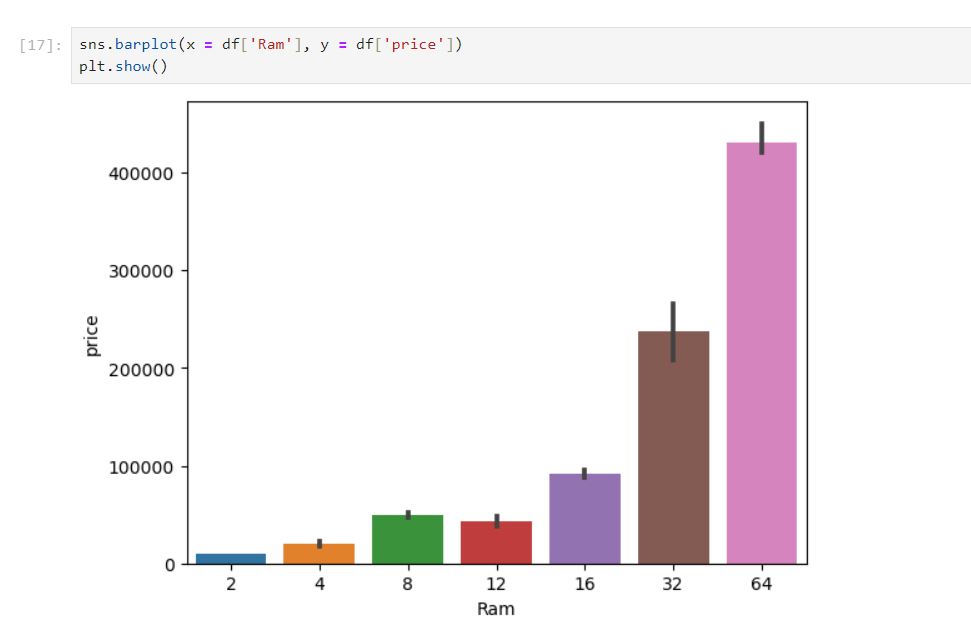 [17]: sns.barplot(x = df['Ram'], y = df['price'])
plt.show()
400000
300000
200000
100000
0
price
2 4 8 12 16 32 64
Ram